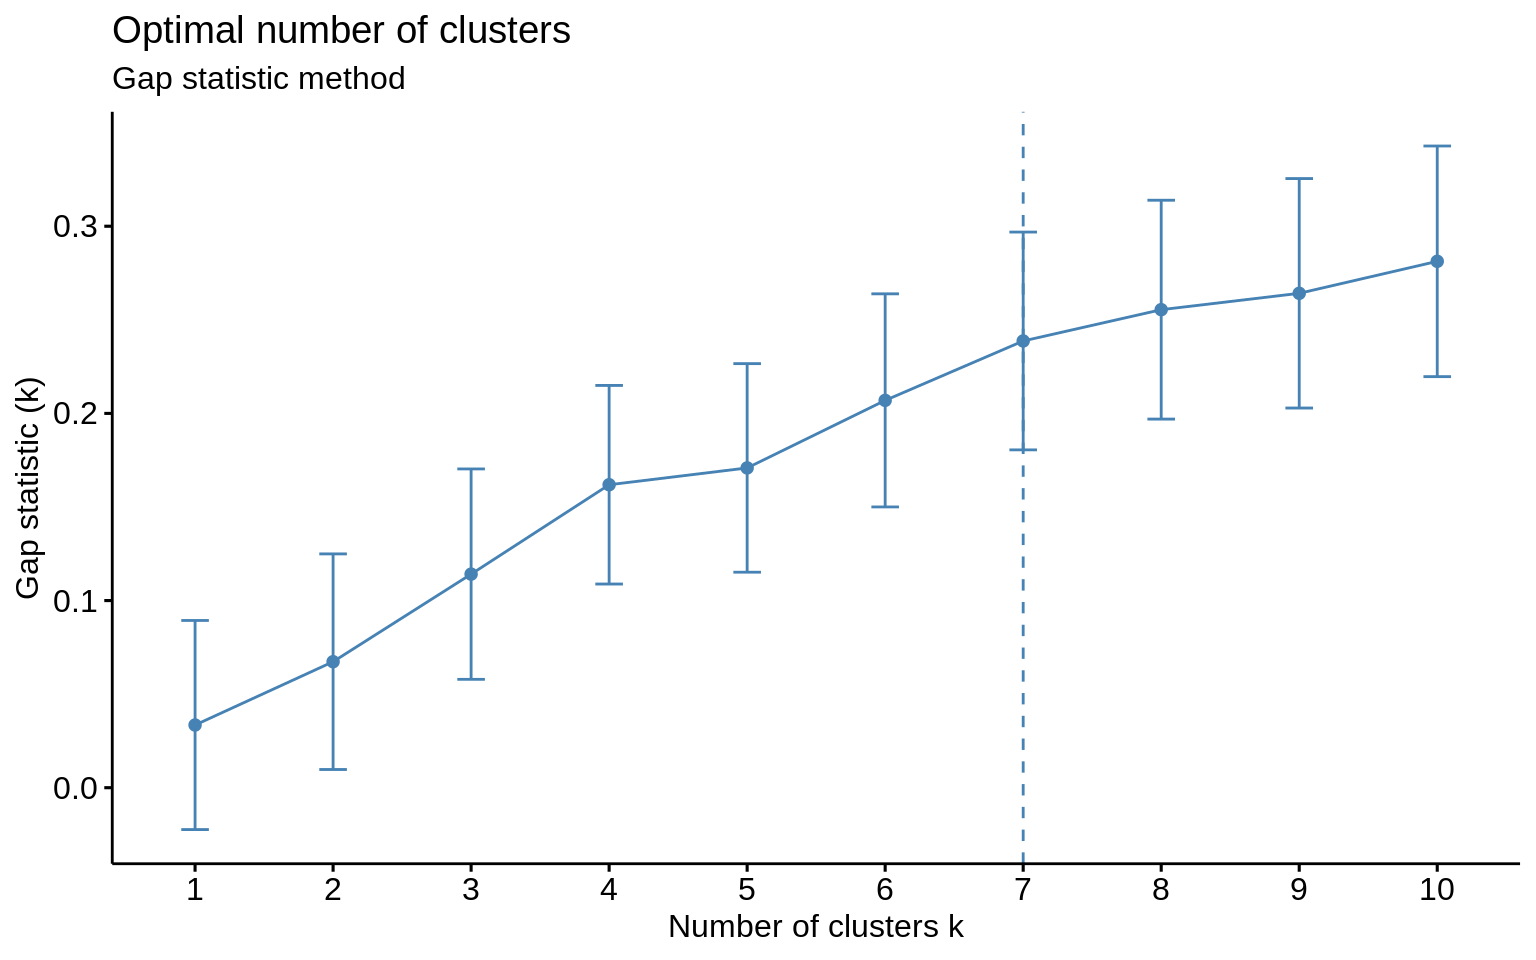 Optimal number of clusters
Gap statistic method
Gap statistic (k)
0.3
0.2
0.1
0.0
1 2 3 4 5 6 7 8 9 10
Number of clusters k